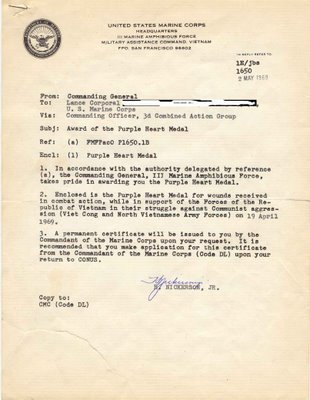 UNITED STATES MARINE CORPS
HEADQUARTERS
III MARINE AMPHIBIOUS FORCE
MILITARY ASSISTANCE COMMAND, VIETNAM
FPO, SAN FRANCISCO 96602
IN REPLY REFER TO:
1E/jbs
1650
2 MAY 1969
From: Commanding General
To: Lance Corporal
U. S. Marine Corps
Via: Commanding Officer, 3d Combined Action Group
Subj: Award of the Purple Heart Medal
Ref: (a) FMFPacO P1650.1B
Encl: (1) Purple Heart Medal
1. In accordance with the authority delegated by reference
(a), the Commanding General, III Marine Amphibious Force,
takes pride in awarding you the Purple Heart Medal.
2. Enclosed is the Purple Heart Medal for wounds received
in combat action, while in support of the Forces of the Re-
public of Vietnam in their struggle against Communist aggres-
sion (Viet Cong and North Vietnamese Army Forces) on 19 April
1969.
3. A permanent certificate will be issued to you by the
Commandant of the Marine Corps upon your request. It is
recommended that you make application for this certificate
from the Commandant of the Marine Corps (Code DL) upon your
return to CONUS.
H. NICKERSON, JR.
Copy to:
CMC (Code DL)